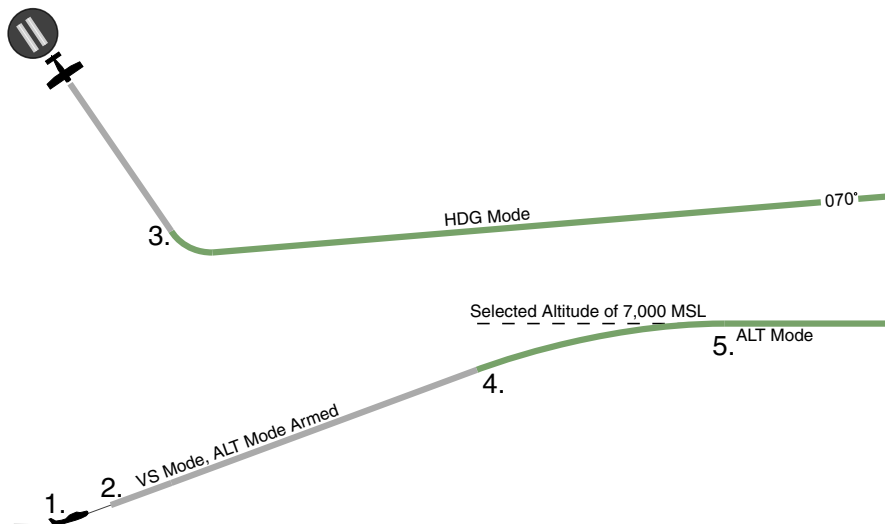 HDG Mode
070°
3.
Selected Altitude of 7,000 MSL
5.
ALT Mode
4.
VS Mode, ALT Mode Armed
2.
1.